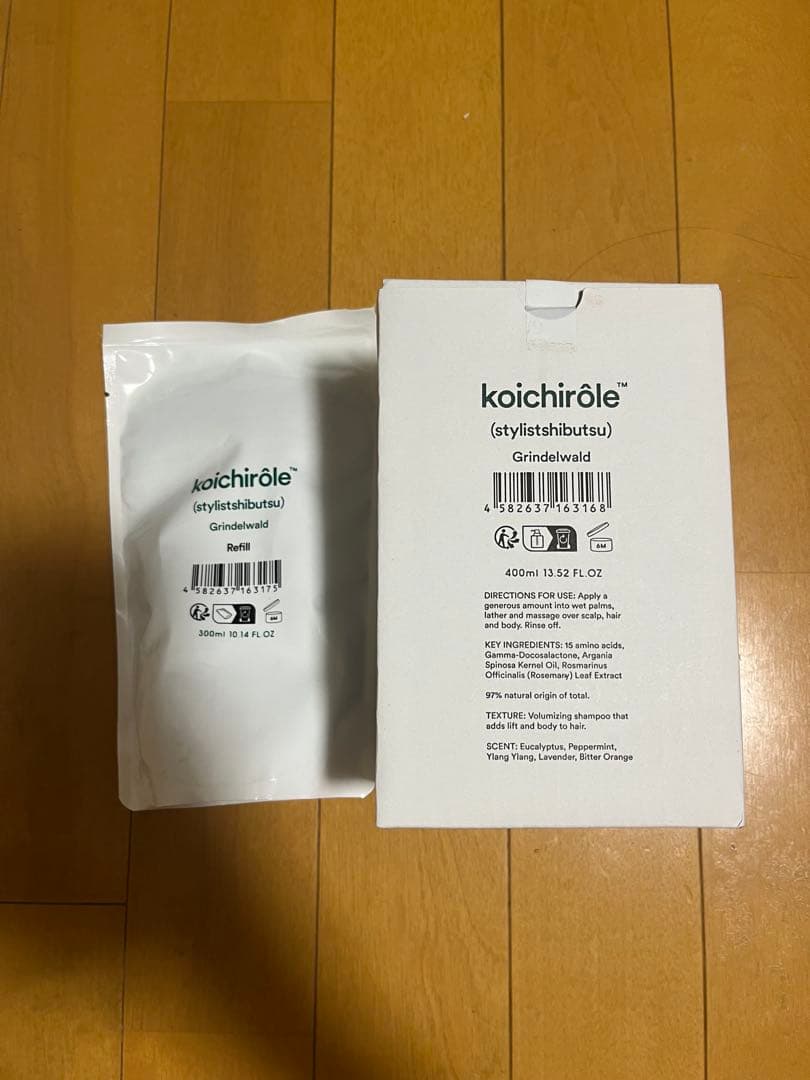 koichirôle™
(stylistshibutsu)
Grindelwald
Refill
4 582637 163175
6M
300ml 10.14 FL OZ
koichirôle™
(stylistshibutsu)
Grindelwald
4 582637 163168
6M
400ml 13.52 FL.OZ
DIRECTIONS FOR USE: Apply a
generous amount into wet palms,
lather and massage over scalp, hair
and body. Rinse off.
KEY INGREDIENTS: 15 amino acids,
Gamma-Docosalactone, Argania
Spinosa Kernel Oil, Rosmarinus
Officinalis (Rosemary) Leaf Extract
97% natural origin of total.
TEXTURE: Volumizing shampoo that
adds lift and body to hair.
SCENT: Eucalyptus, Peppermint,
Ylang Ylang, Lavender, Bitter Orange